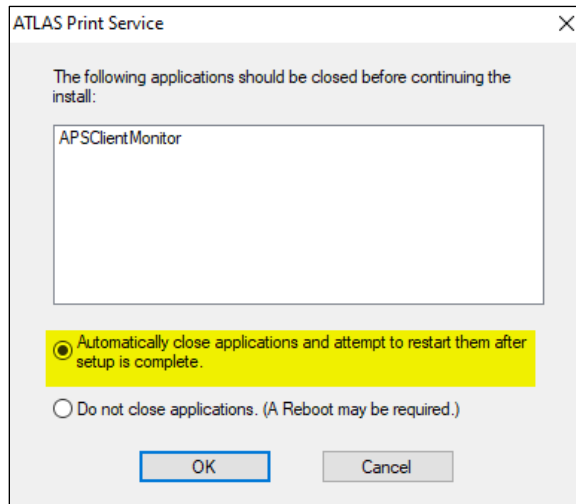 ATLAS Print Service
The following applications should be closed before continuing the
install:
APSClientMonitor
Automatically close applications and attempt to restart them after
setup is complete.
Do not close applications. (A Reboot may be required.)
OK
Cancel